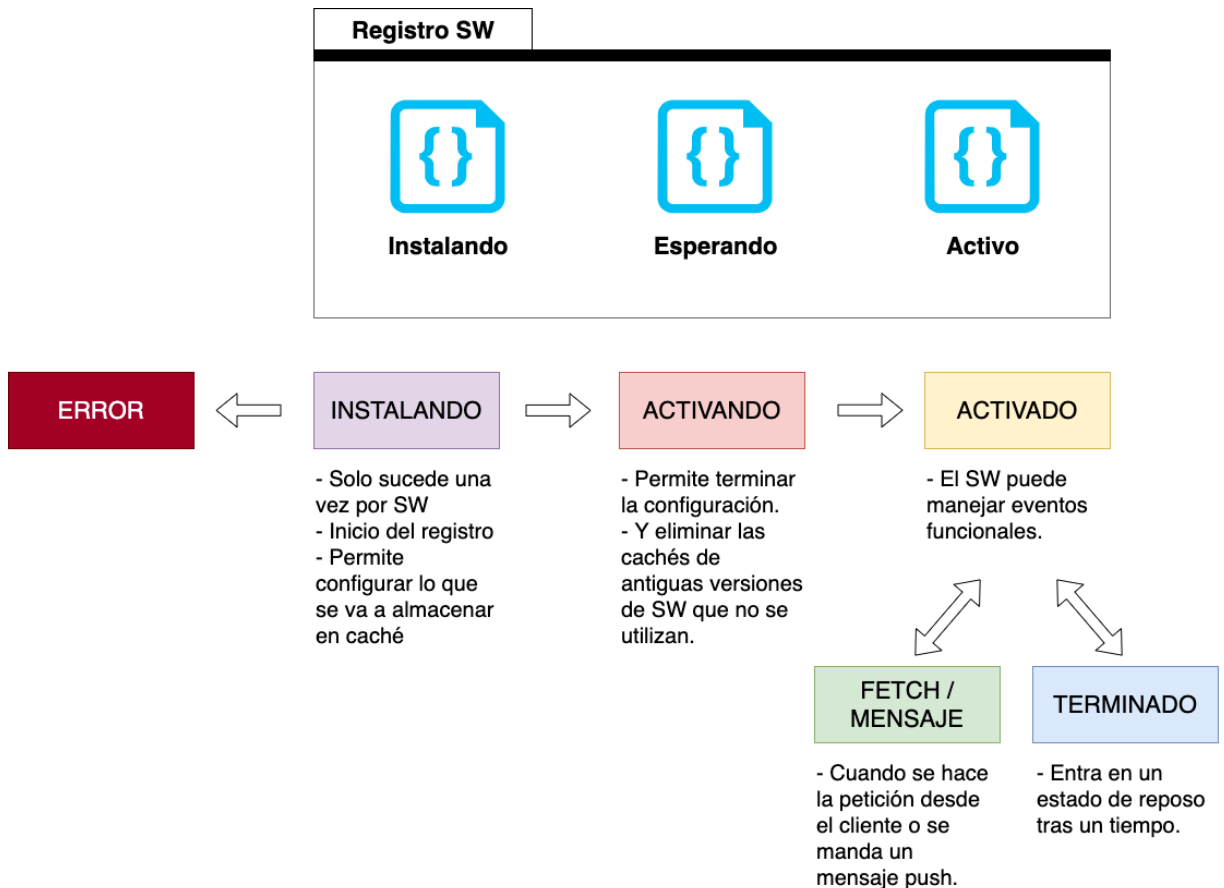 Registro SW
{}
{}
{}
Instalando
Esperando
Activo
ERROR
INSTALANDO
ACTIVANDO
ACTIVADO
- Solo sucede una
vez por SW
- Inicio del registro
- Permite
configurar lo que
se va a almacenar
en caché
- Permite terminar
la configuración.
- Y eliminar las
cachés de
antiguas versiones
de SW que no se
utilizan.
- El SW puede
manejar eventos
funcionales.
FETCH /
MENSAJE
- Cuando se hace
la petición desde
el cliente o se
manda un
mensaje push.
TERMINADO
- Entra en un
estado de reposo
tras un tiempo.